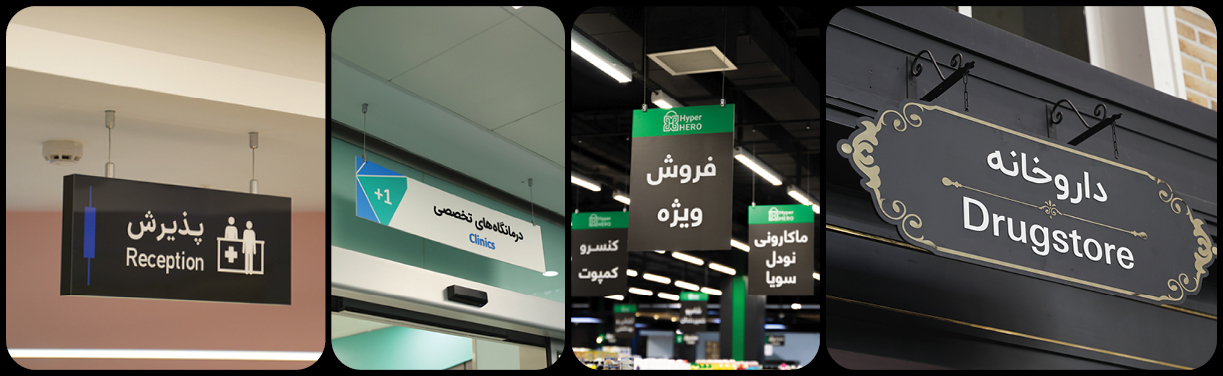 پذیرش
Reception
+1
درمانگاه‌های تخصصی
Clinics
Hyper
HERO
فروش
ویژه
Hyper
HERO
کنسرو
کمپوت
Hyper
HERO
ماکارونی
نودل
سویا
داروخانه
Drugstore